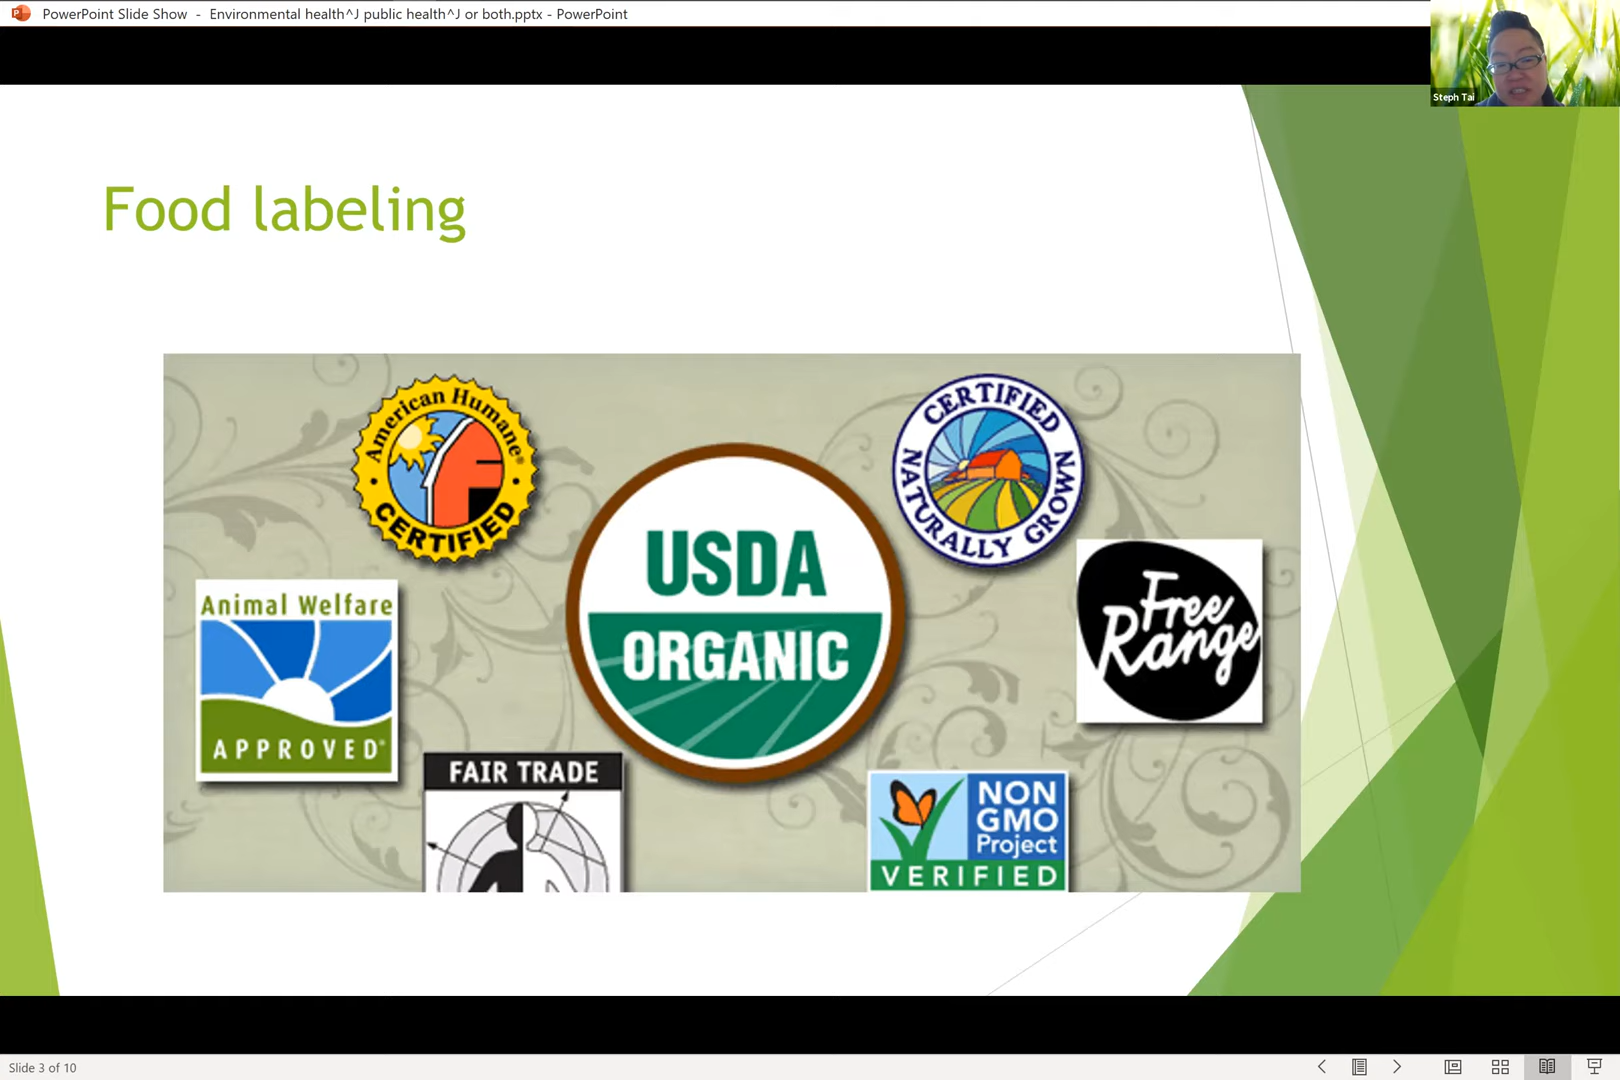 PowerPoint Slide Show - Environmental health^J public health^J or both.pptx - PowerPoint
Steph Tai
Food labeling
American Humane®
CERTIFIED
CERTIFIED
NATURALLY GROWN
USDA
ORGANIC
Free
Range
Animal Welfare
APPROVED®
FAIR TRADE
NON
GMO
Project
VERIFIED
Slide 3 of 10